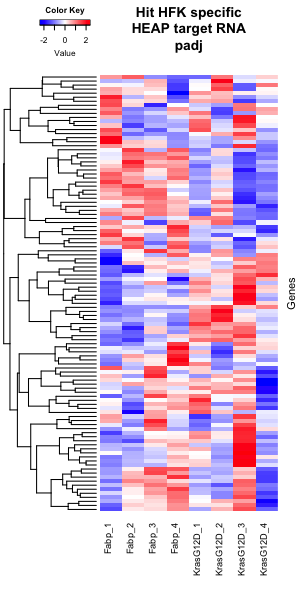 Color Key
-2 0 1 2
Value
Hit HFK specific
HEAP target RNA
padj
Genes
Fabp_1
Fabp_2
Fabp_3
Fabp_4
KrasG12D_1
KrasG12D_2
KrasG12D_3
KrasG12D_4